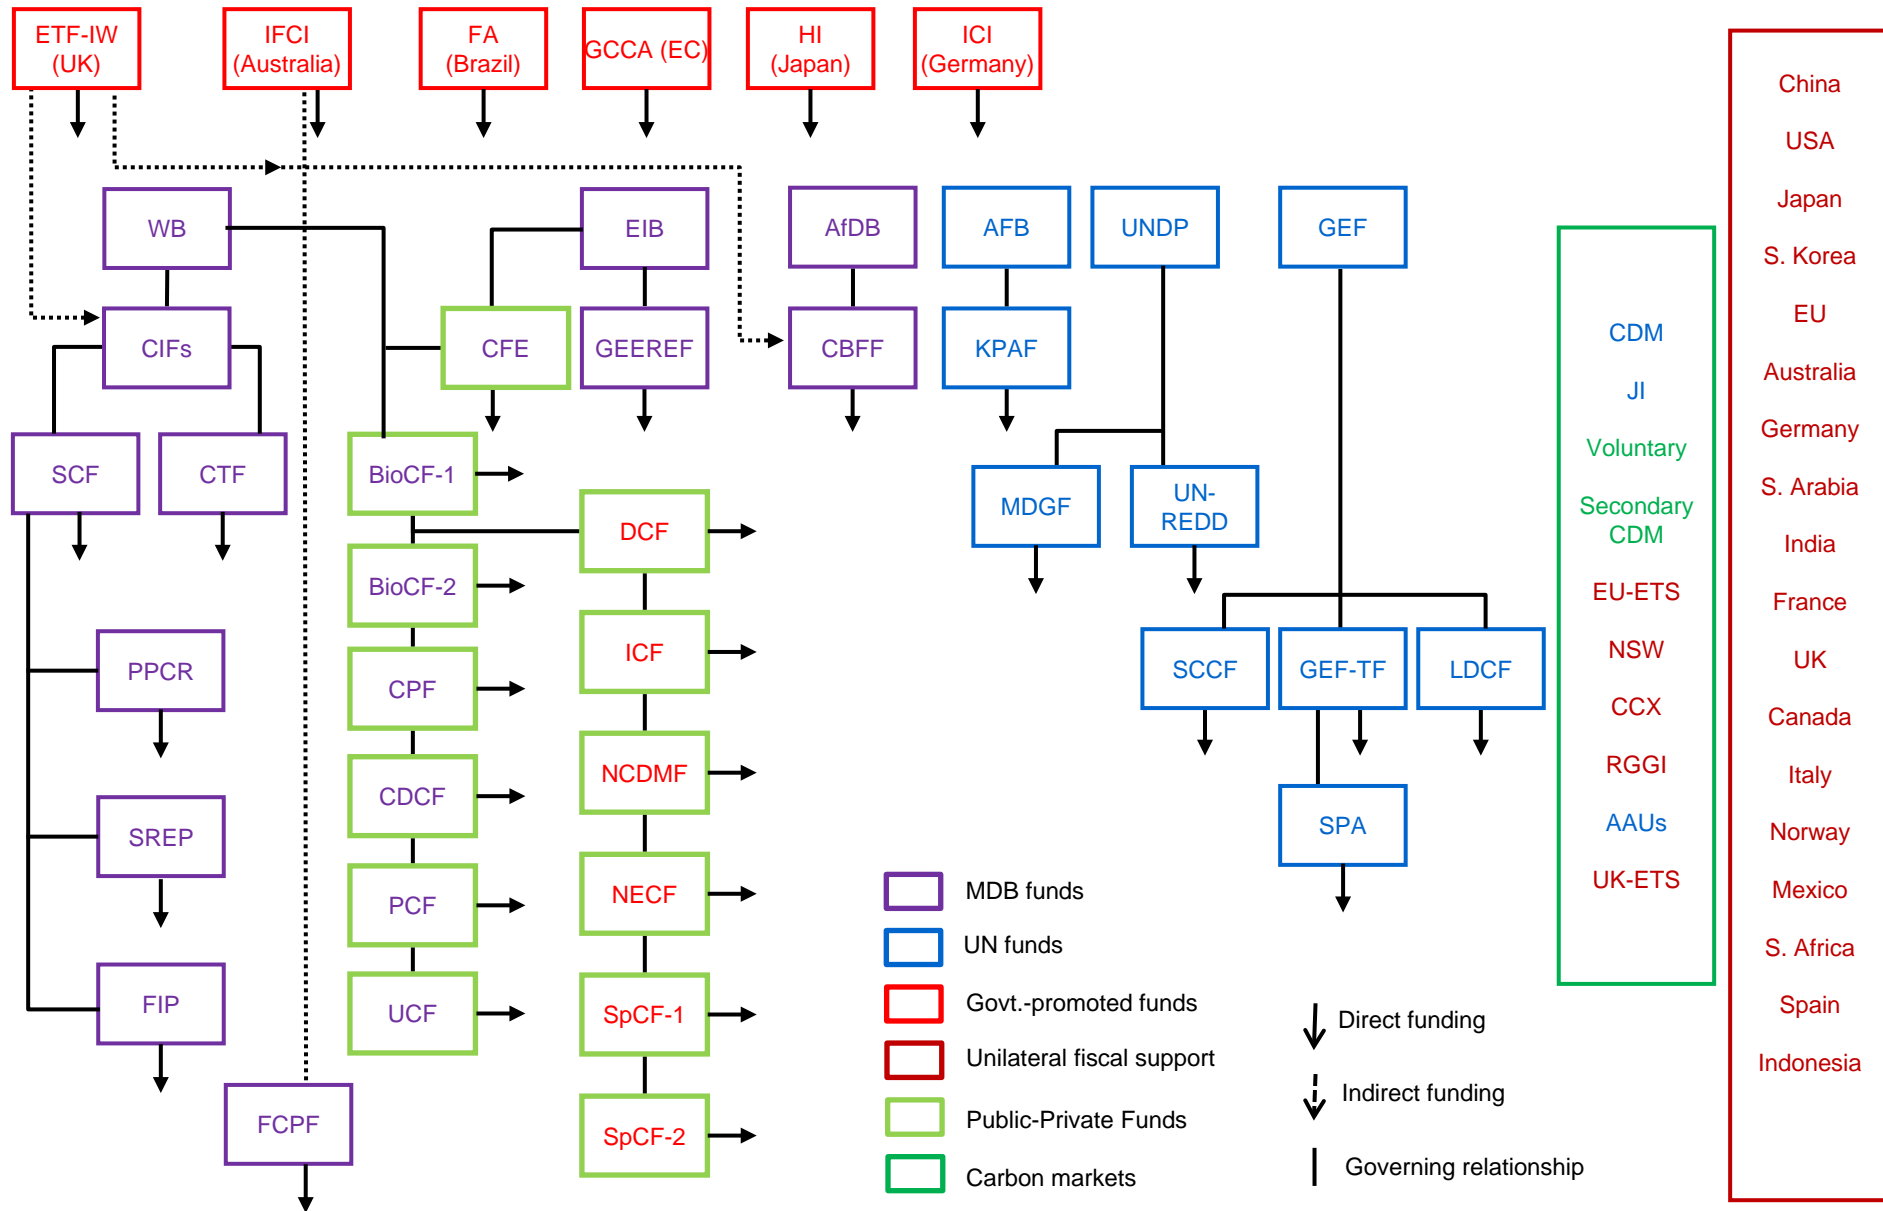 ETF-IW
(UK)
IFCI
(Australia)
FA
(Brazil)
GCCA (EC)
HI
(Japan)
ICI
(Germany)
WB
EIB
AfDB
AFB
UNDP
GEF
CIFs
CFE
GEEREF
CBFF
KPAF
SCF
CTF
BioCF-1
DCF
MDGF
UN-
REDD
BioCF-2
ICF
PPCR
CPF
SCCF
GEF-TF
LDCF
NCDMF
CDCF
SREP
SPA
PCF
NECF
FIP
UCF
SpCF-1
FCPF
SpCF-2
MDB funds
UN funds
Govt.-promoted funds
Unilateral fiscal support
Public-Private Funds
Carbon markets
Direct funding
Indirect funding
Governing relationship
CDM
JI
Voluntary
Secondary
CDM
EU-ETS
NSW
CCX
RGGI
AAUs
UK-ETS
China
USA
Japan
S. Korea
EU
Australia
Germany
S. Arabia
India
France
UK
Canada
Italy
Norway
Mexico
S. Africa
Spain
Indonesia